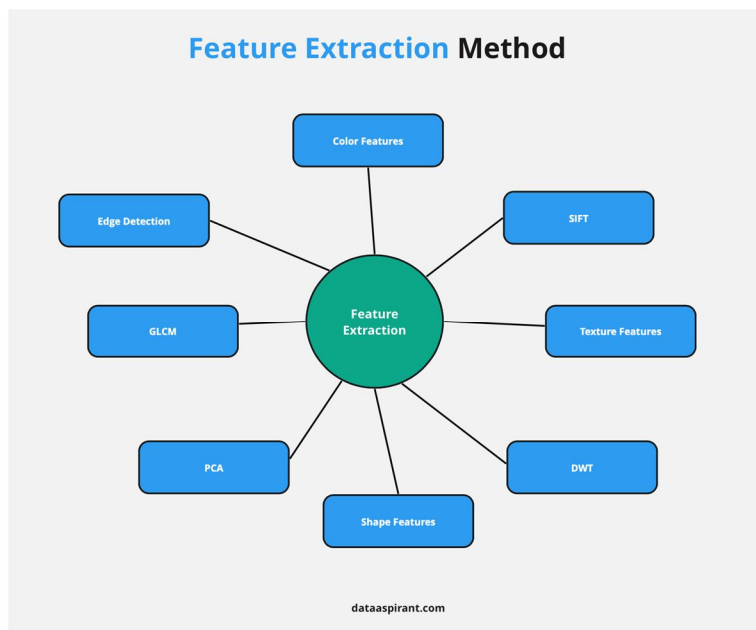 Feature Extraction Method
Color Features
Edge Detection
SIFT
Feature
Extraction
GLCM
Texture Features
PCA
DWT
Shape Features
dataaspirant.com